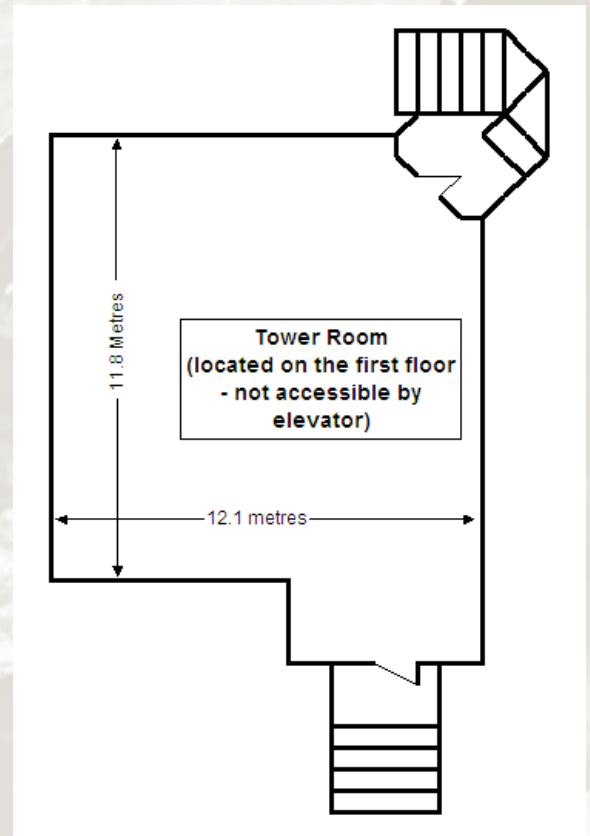 11.8 Metres
Tower Room
(located on the first floor
- not accessible by
elevator)
12.1 metres